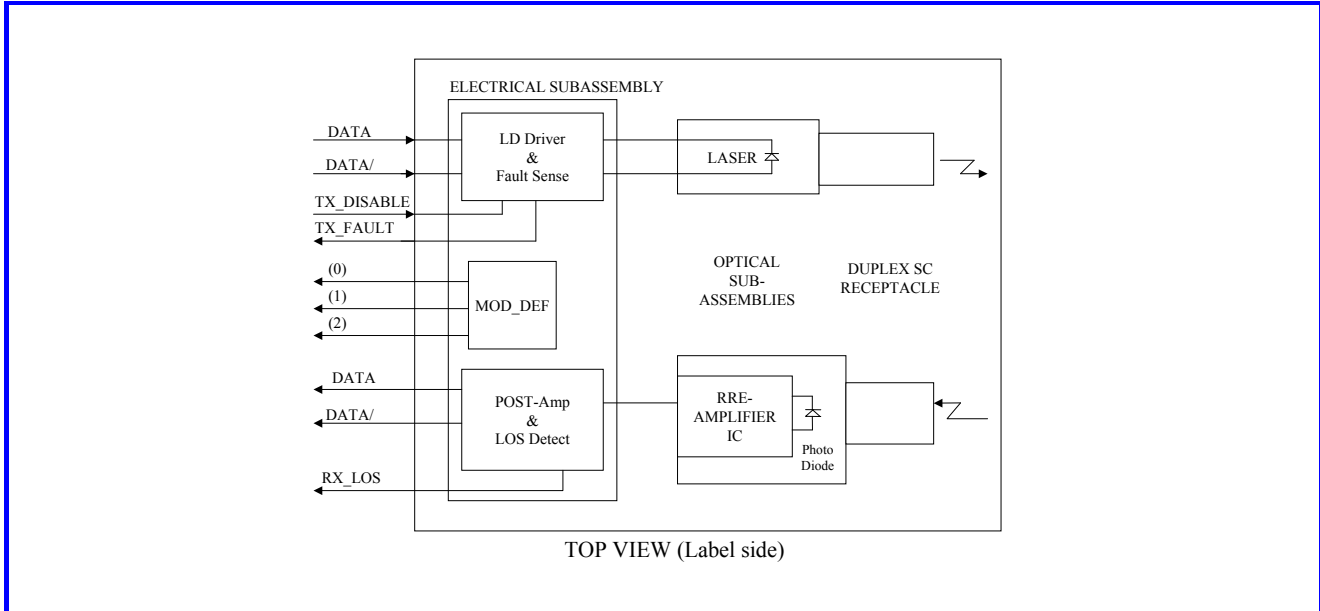 ELECTRICAL SUBASSEMBLY
DATA
DATA/
TX_DISABLE
TX_FAULT
LD Driver
&
Fault Sense
LASER
(0)
(1)
(2)
MOD_DEF
OPTICAL
SUB-
ASSEMBLIES
DUPLEX SC
RECEPTACLE
DATA
DATA/
RX_LOS
POST-Amp
&
LOS Detect
RRE-
AMPLIFIER
IC
Photo
Diode
TOP VIEW (Label side)